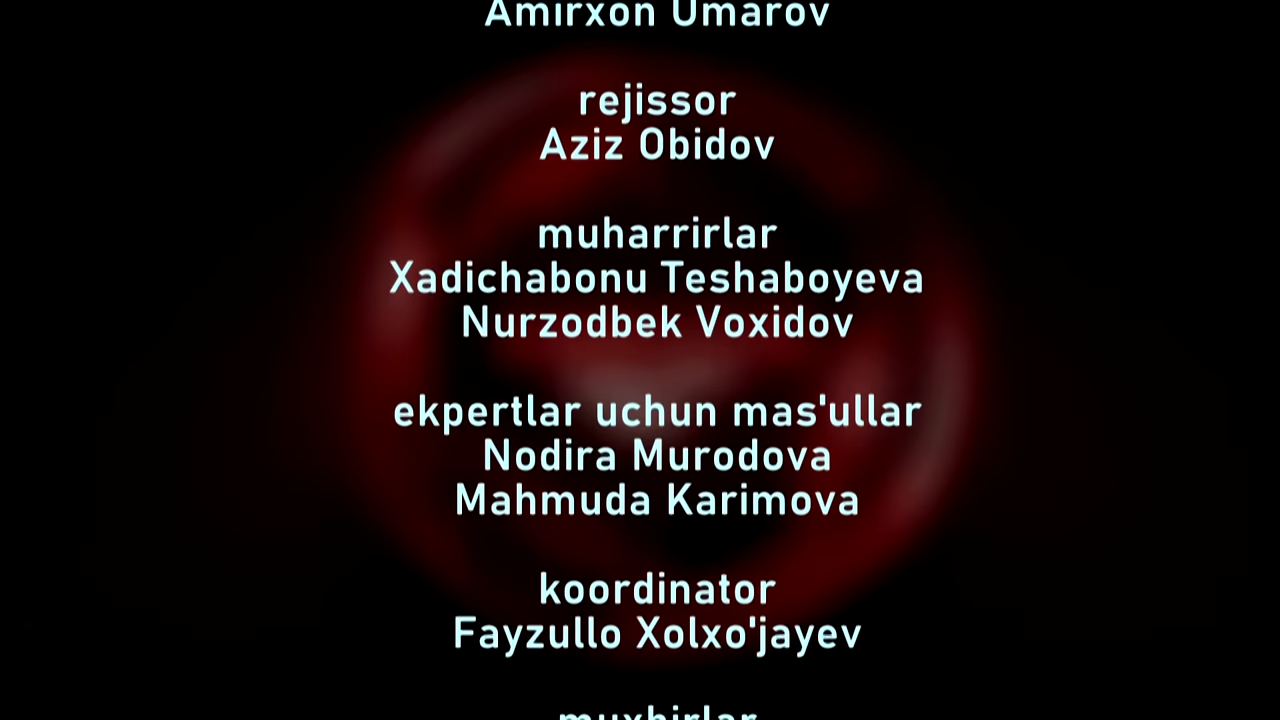 Amirxon Umarov
rejissor
Aziz Obidov
muharrirlar
Xadichabonu Teshaboyeva
Nurzodbek Voxidov
ekpertlar uchun mas'ullar
Nodira Murodova
Mahmuda Karimova
koordinator
Fayzullo Xolxo'jayev
muxbirlar